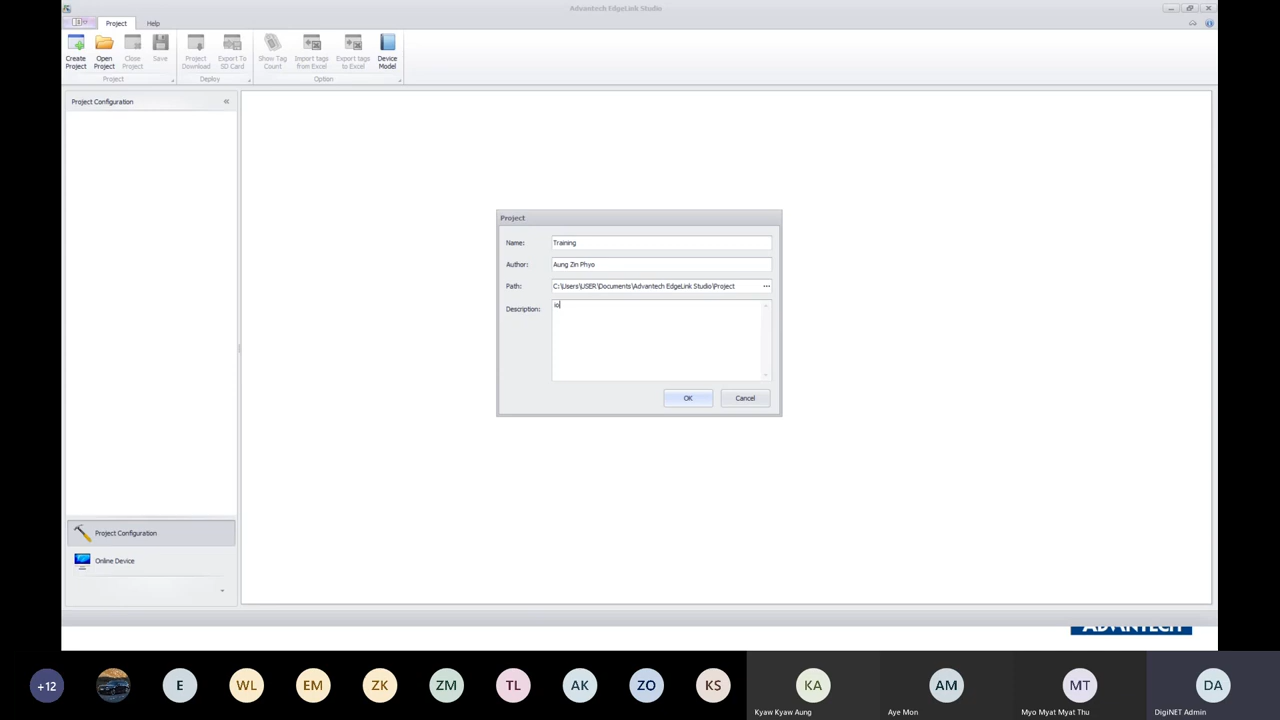 Advantech EdgeLink Studio
Project
Help
Create Project
Open Project
Close Project
Save
Project Download
Export To SD Card
Show Tag Count
Import tags from Excel
Export tags to Excel
Device Model
Project
Deploy
Option
Project Configuration
Project
Name:
Training
Author:
Aung Zin Phyo
Path:
C:\Users\USER\Documents\Advantech EdgeLink Studio\Project
Description:
io
OK
Cancel
Project Configuration
Online Device
ADVANTECH
+12
E
WL
EM
ZK
ZM
TL
AK
ZO
KS
KA
AM
MT
DA
Kyaw Kyaw Aung
Aye Mon
Myo Myat Myat Thu
DigiNET Admin